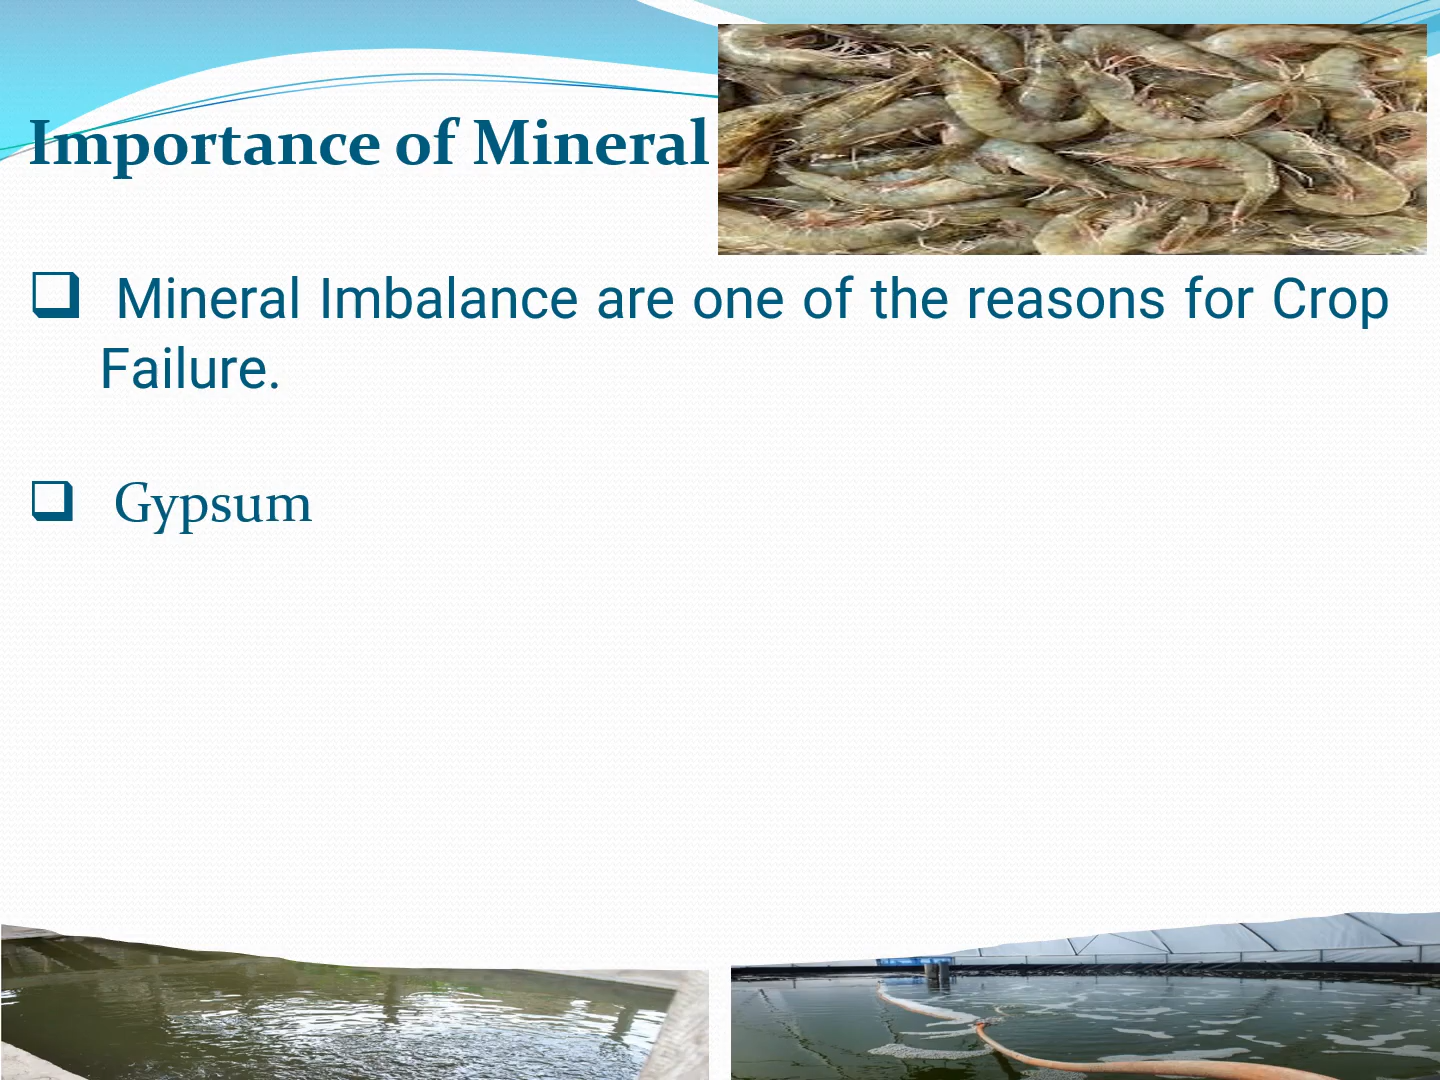 Importance of Mineral
❑ Mineral Imbalance are one of the reasons for Crop
Failure.
❑ Gypsum